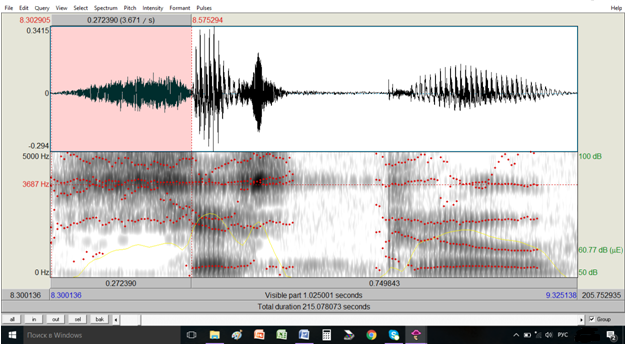 File Edit Query View Select Spectrum Pitch Intensity Formant Pulses Help
8.302905 0.272390 (3.671 / s) 8.575294
0.3415
0
-0.294
5000 Hz 100 dB
3687 Hz
60.77 dB (µE)
0 Hz 50 dB
0.272390 0.749843
8.300136 8.300136 Visible part 1.025001 seconds 9.325138 205.752935
Total duration 215.078073 seconds
all in out sel bak Group
Поиск в Windows РУС